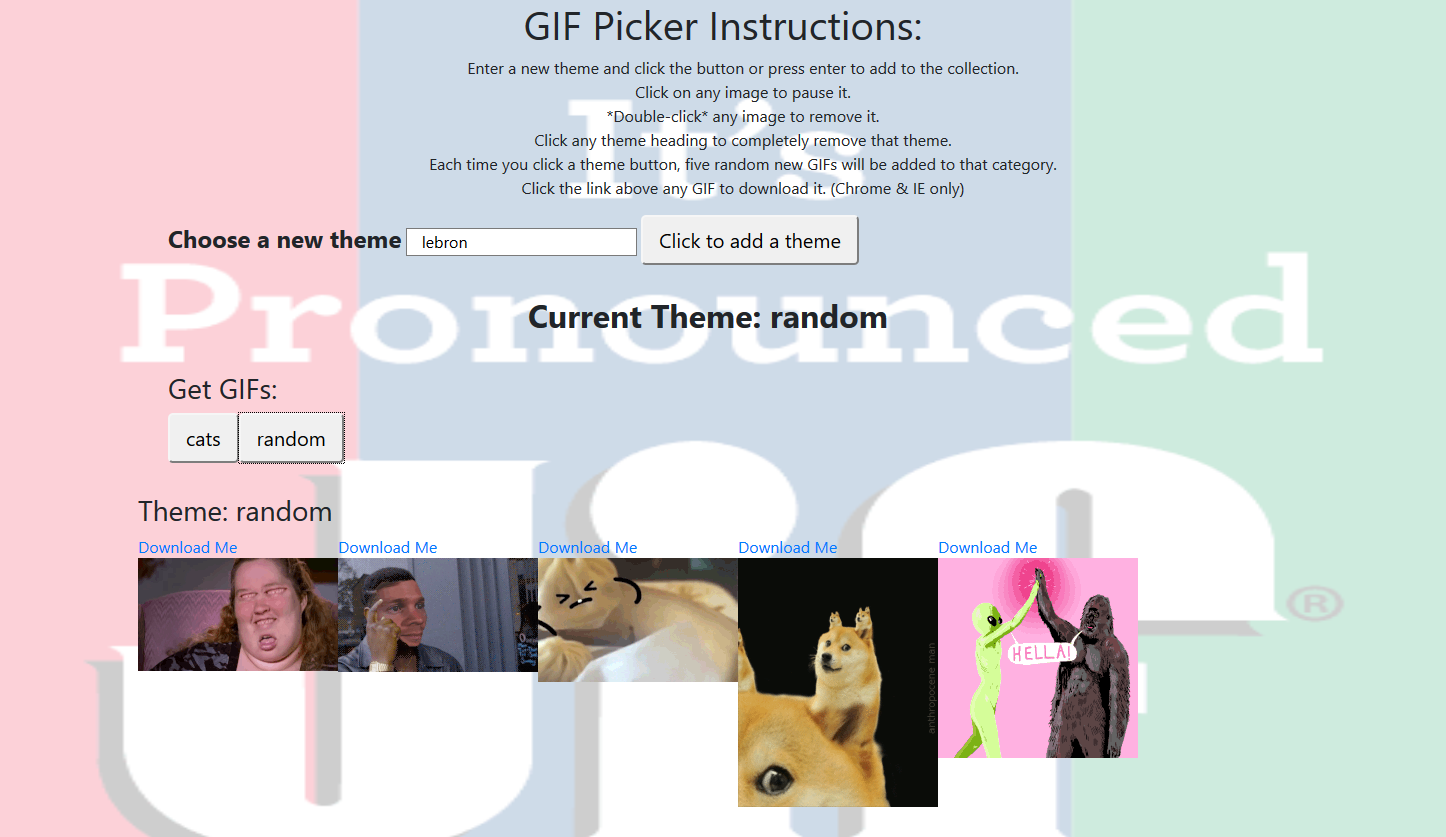 GIF Picker Instructions:
Enter a new theme and click the button or press enter to add to the collection.
Click on any image to pause it.
*Double-click* any image to remove it.
Click any theme heading to completely remove that theme.
Each time you click a theme button, five random new GIFs will be added to that category.
Click the link above any GIF to download it. (Chrome & IE only)
It's
Choose a new theme lebron Click to add a theme
Pronounced
Current Theme: random
Get GIFs:
cats random
Jif
®
Theme: random
Download Me Download Me Download Me Download Me Download Me
HELLA!
anthropocene man